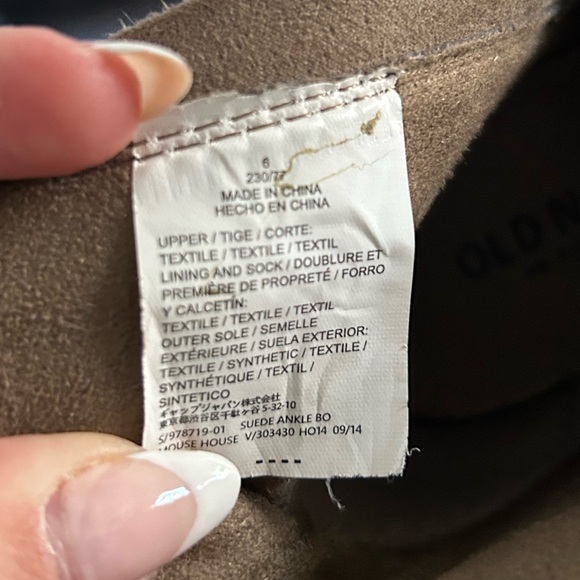 6
230/77
MADE IN CHINA
HECHO EN CHINA
UPPER / TIGE / CORTE:
TEXTILE / TEXTILE / TEXTIL
LINING AND SOCK / DOUBLURE ET
PREMIÈRE DE PROPRETÉ / FORRO
Y CALCETÍN:
TEXTILE / TEXTILE / TEXTIL
OUTER SOLE / SEMELLE
EXTÉRIEURE / SUELA EXTERIOR:
TEXTILE / SYNTHETIC / TEXTILE /
SYNTHÉTIQUE / TEXTIL /
SINTETICO
ギャップジャパン株式会社
東京都渋谷区千駄ヶ谷 5-32-10
S/978719-01 SUEDE ANKLE BO
MOUSE HOUSE V/303430 HO14 09/14
OLD N